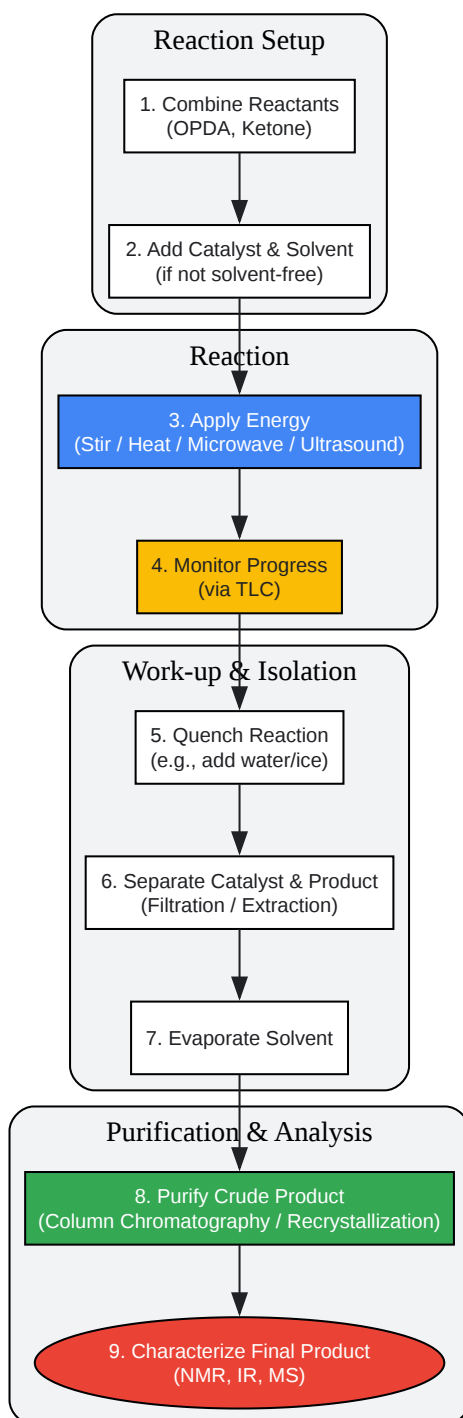 Reaction Setup
1. Combine Reactants
(OPDA, Ketone)
2. Add Catalyst & Solvent
(if not solvent-free)
Reaction
3. Apply Energy
(Stir / Heat / Microwave / Ultrasound)
4. Monitor Progress
(via TLC)
Work-up & Isolation
5. Quench Reaction
(e.g., add water/ice)
6. Separate Catalyst & Product
(Filtration / Extraction)
7. Evaporate Solvent
Purification & Analysis
8. Purify Crude Product
(Column Chromatography / Recrystallization)
9. Characterize Final Product
(NMR, IR, MS)